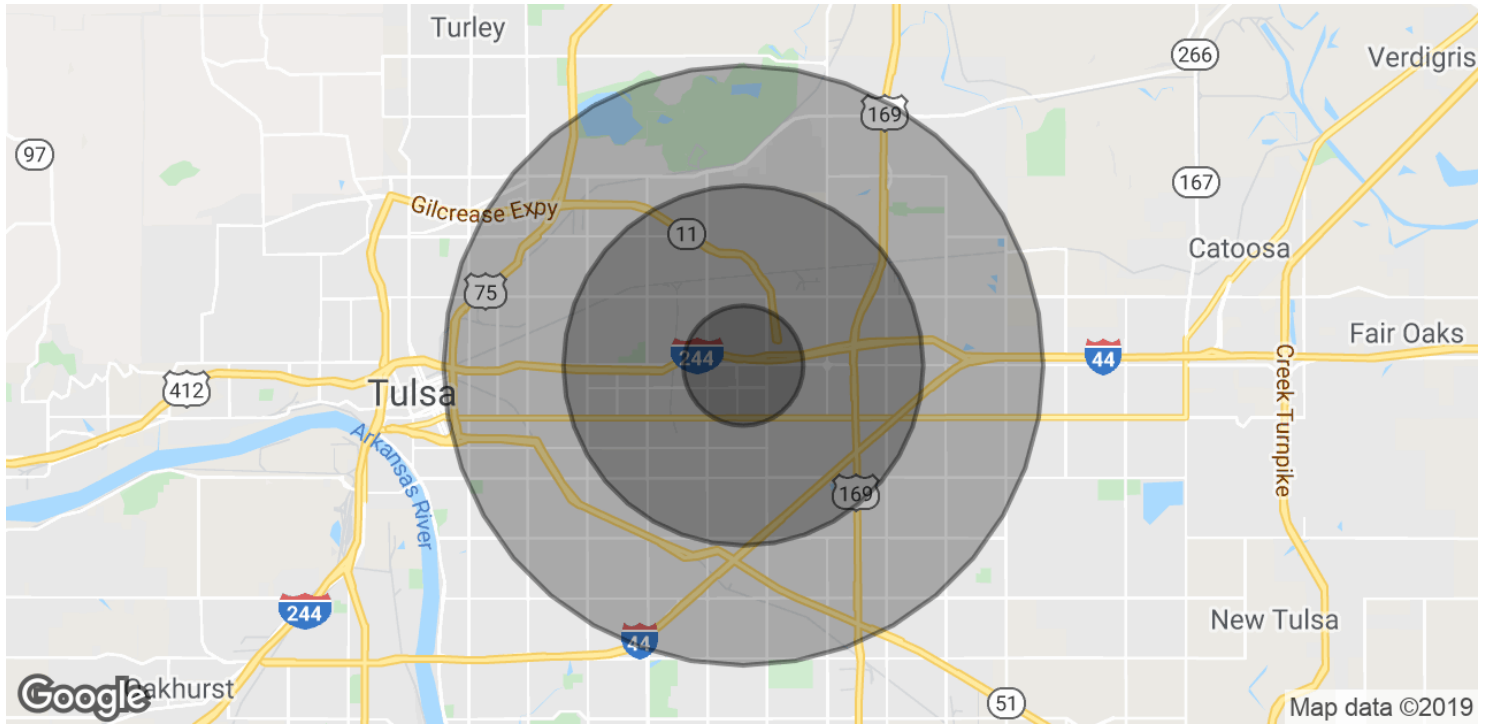 Turley
266
Verdigris
169
97
167
Gilcrease Expy
11
Catoosa
75
Fair Oaks
244
44
412
Tulsa
Creek Turnpike
Arkansas River
169
244
New Tulsa
44
Oakhurst
Google
51
Map data ©2019